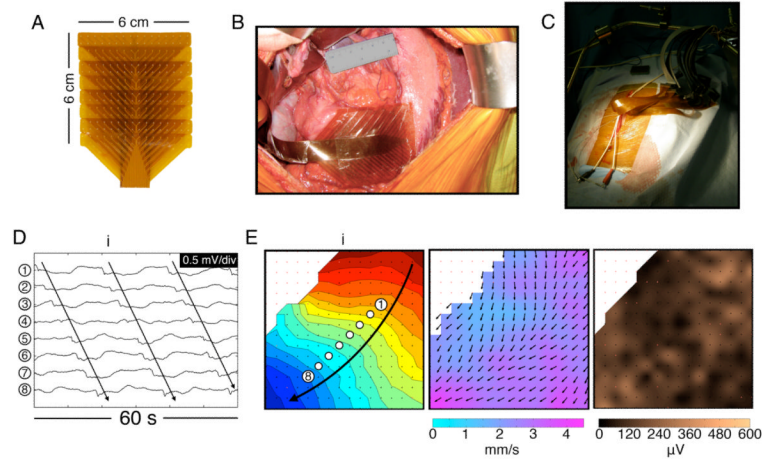 A
6 cm
6 cm
B
C
D
i
0.5 mV/div
①
②
③
④
⑤
⑥
⑦
⑧
60 s
E
i
①
⑧
0 1 2 3 4
mm/s
0 120 240 360 480 600
µV